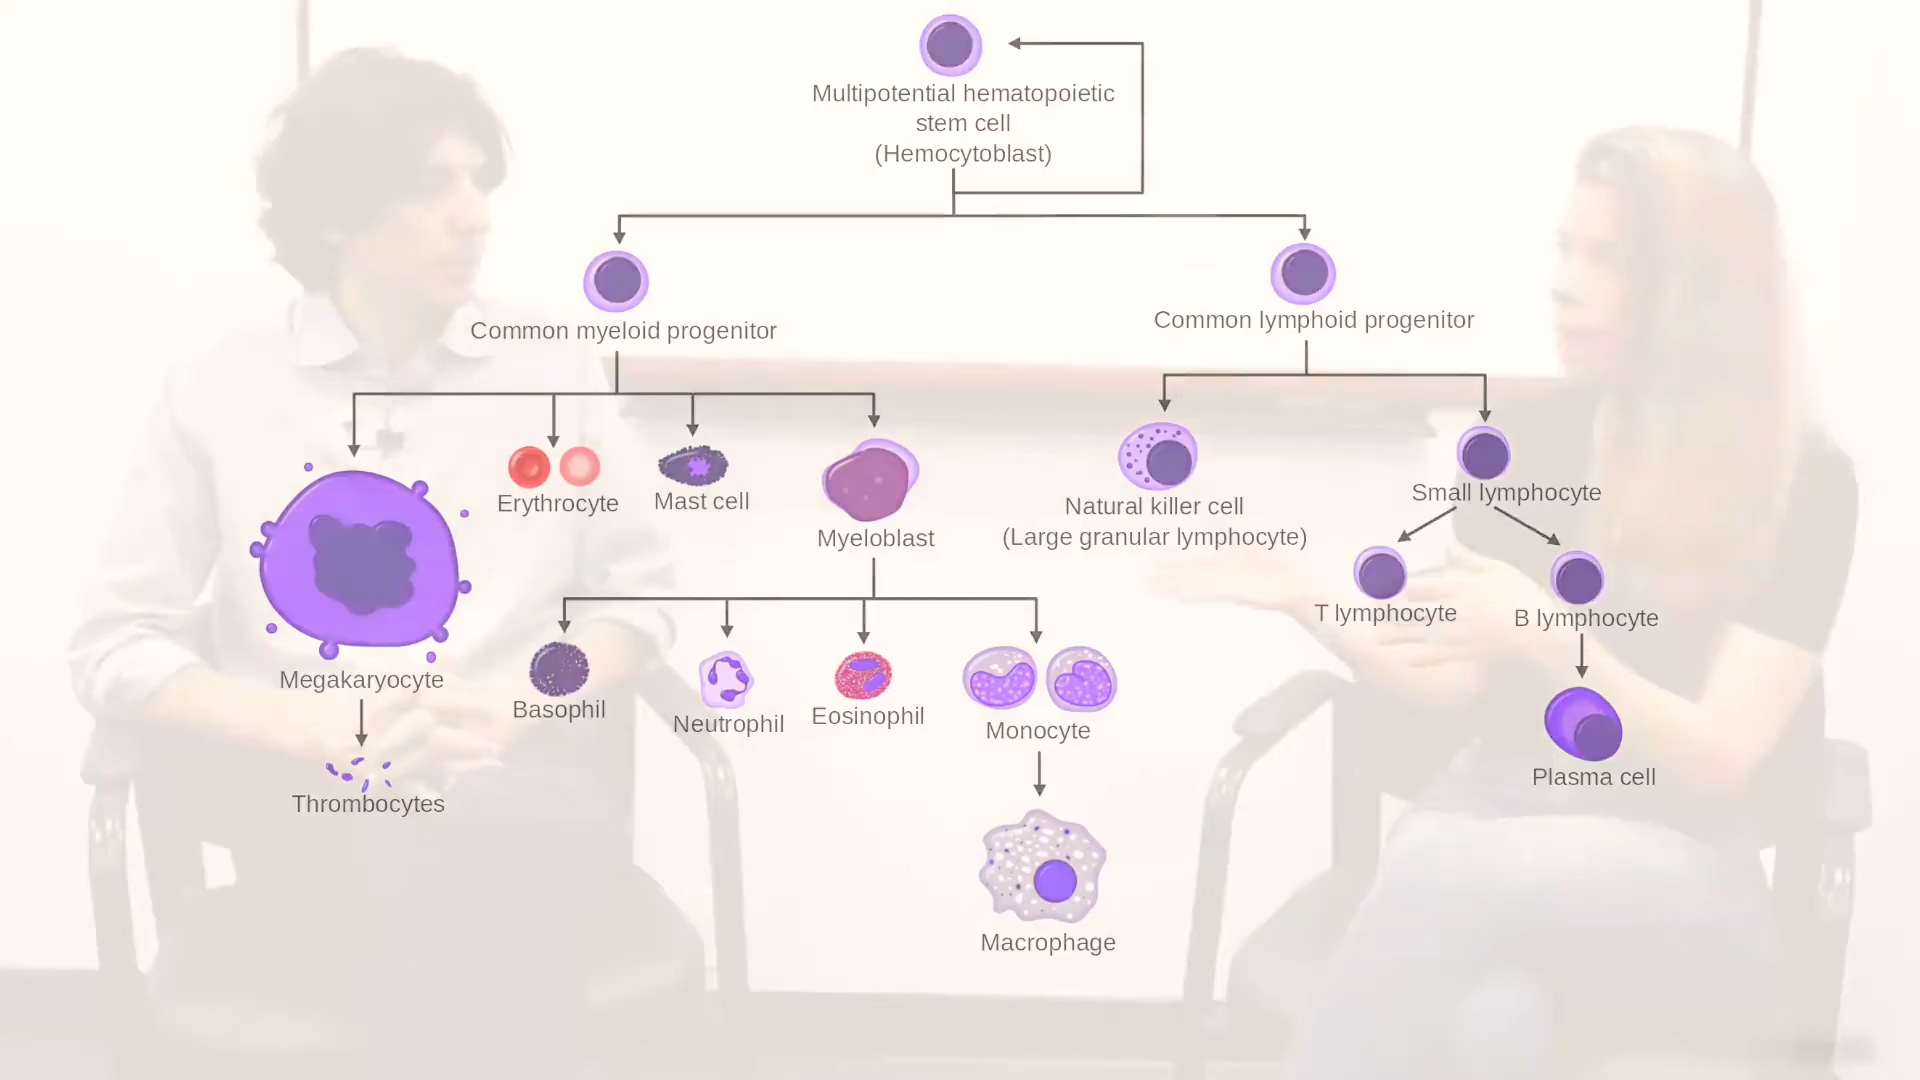 Multipotential hematopoietic
stem cell
(Hemocytoblast)
Common myeloid progenitor
Common lymphoid progenitor
Erythrocyte
Mast cell
Myeloblast
Natural killer cell
(Large granular lymphocyte)
Small lymphocyte
T lymphocyte
B lymphocyte
Megakaryocyte
Basophil
Neutrophil
Eosinophil
Monocyte
Plasma cell
Thrombocytes
Macrophage